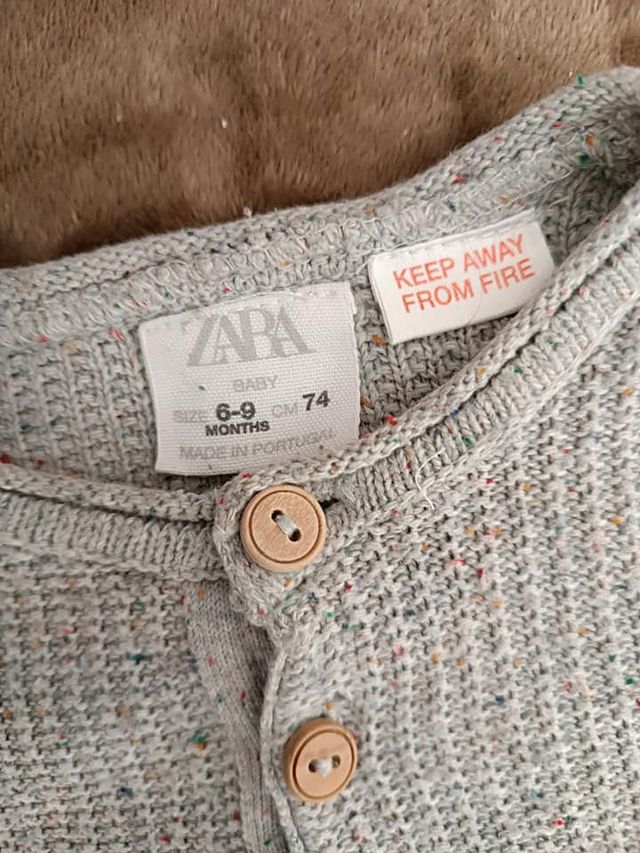 ZARA
BABY
SIZE 6-9 CM 74
MONTHS
MADE IN PORTUGAL
KEEP AWAY
FROM FIRE